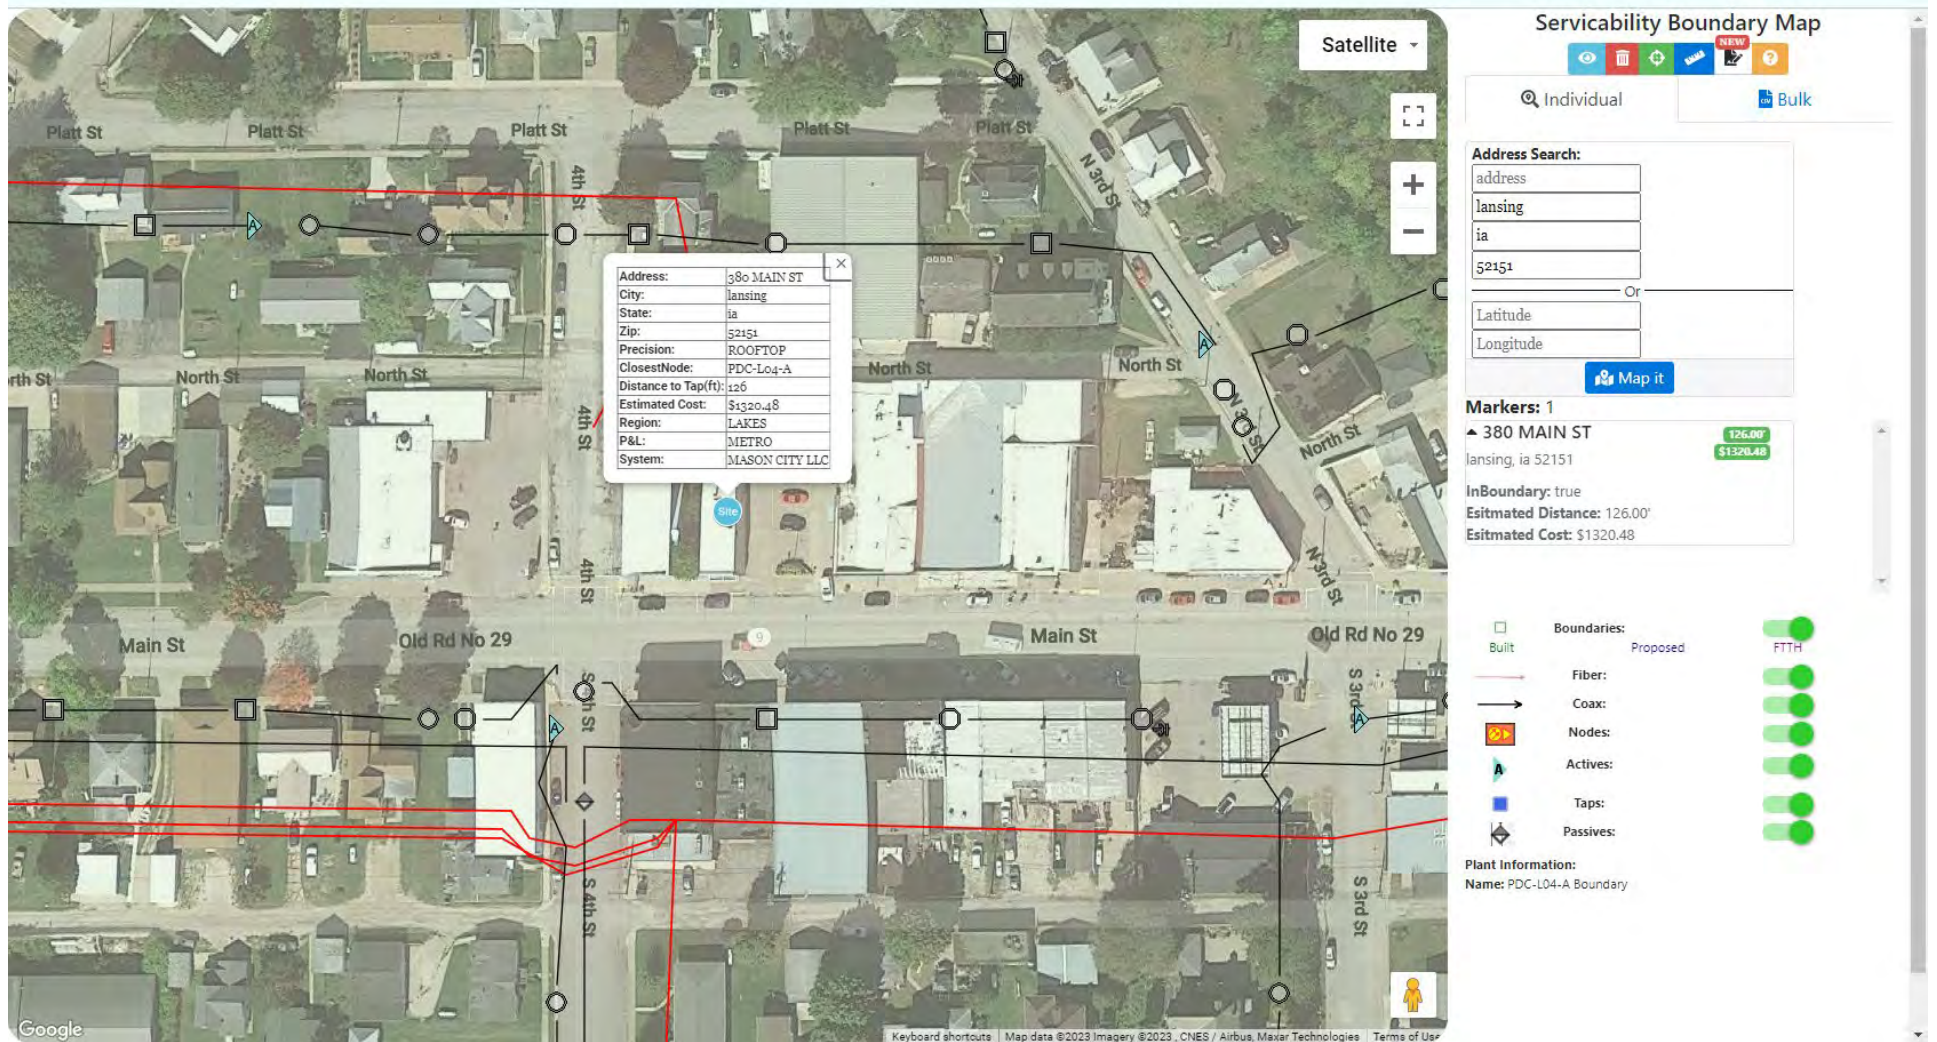 Servicability Boundary Map
NEW
Individual
CSV Bulk
Address Search:
address
lansing
ia
52151
Or
Latitude
Longitude
Map it
Markers: 1
380 MAIN ST
126.00'
$1320.48
lansing, ia 52151
InBoundary: true
Esitmated Distance: 126.00'
Esitmated Cost: $1320.48
Boundaries:
Built Proposed FTTH
Fiber:
Coax:
Nodes:
A Actives:
Taps:
Passives:
Plant Information:
Name: PDC-L04-A Boundary
Satellite
Platt St Platt St Platt St Platt St Platt St
4th St
N 3rd St
A
Address: 380 MAIN ST
City: lansing
State: ia
Zip: 52151
Precision: ROOFTOP
ClosestNode: PDC-L04-A
Distance to Tap(ft): 126
Estimated Cost: $1320.48
Region: LAKES
P&L: METRO
System: MASON CITY LLC
A
rth St North St North St North St North St
4th St
N 3rd St
North St
Site
4th St
N 3rd St
Main St Old Rd No 29 9 Main St Old Rd No 29
S 4th St
S 3rd St
A
A
S 4th St
S 3rd St
Google
Keyboard shortcuts Map data ©2023 Imagery ©2023 , CNES / Airbus, Maxar Technologies Terms of Use